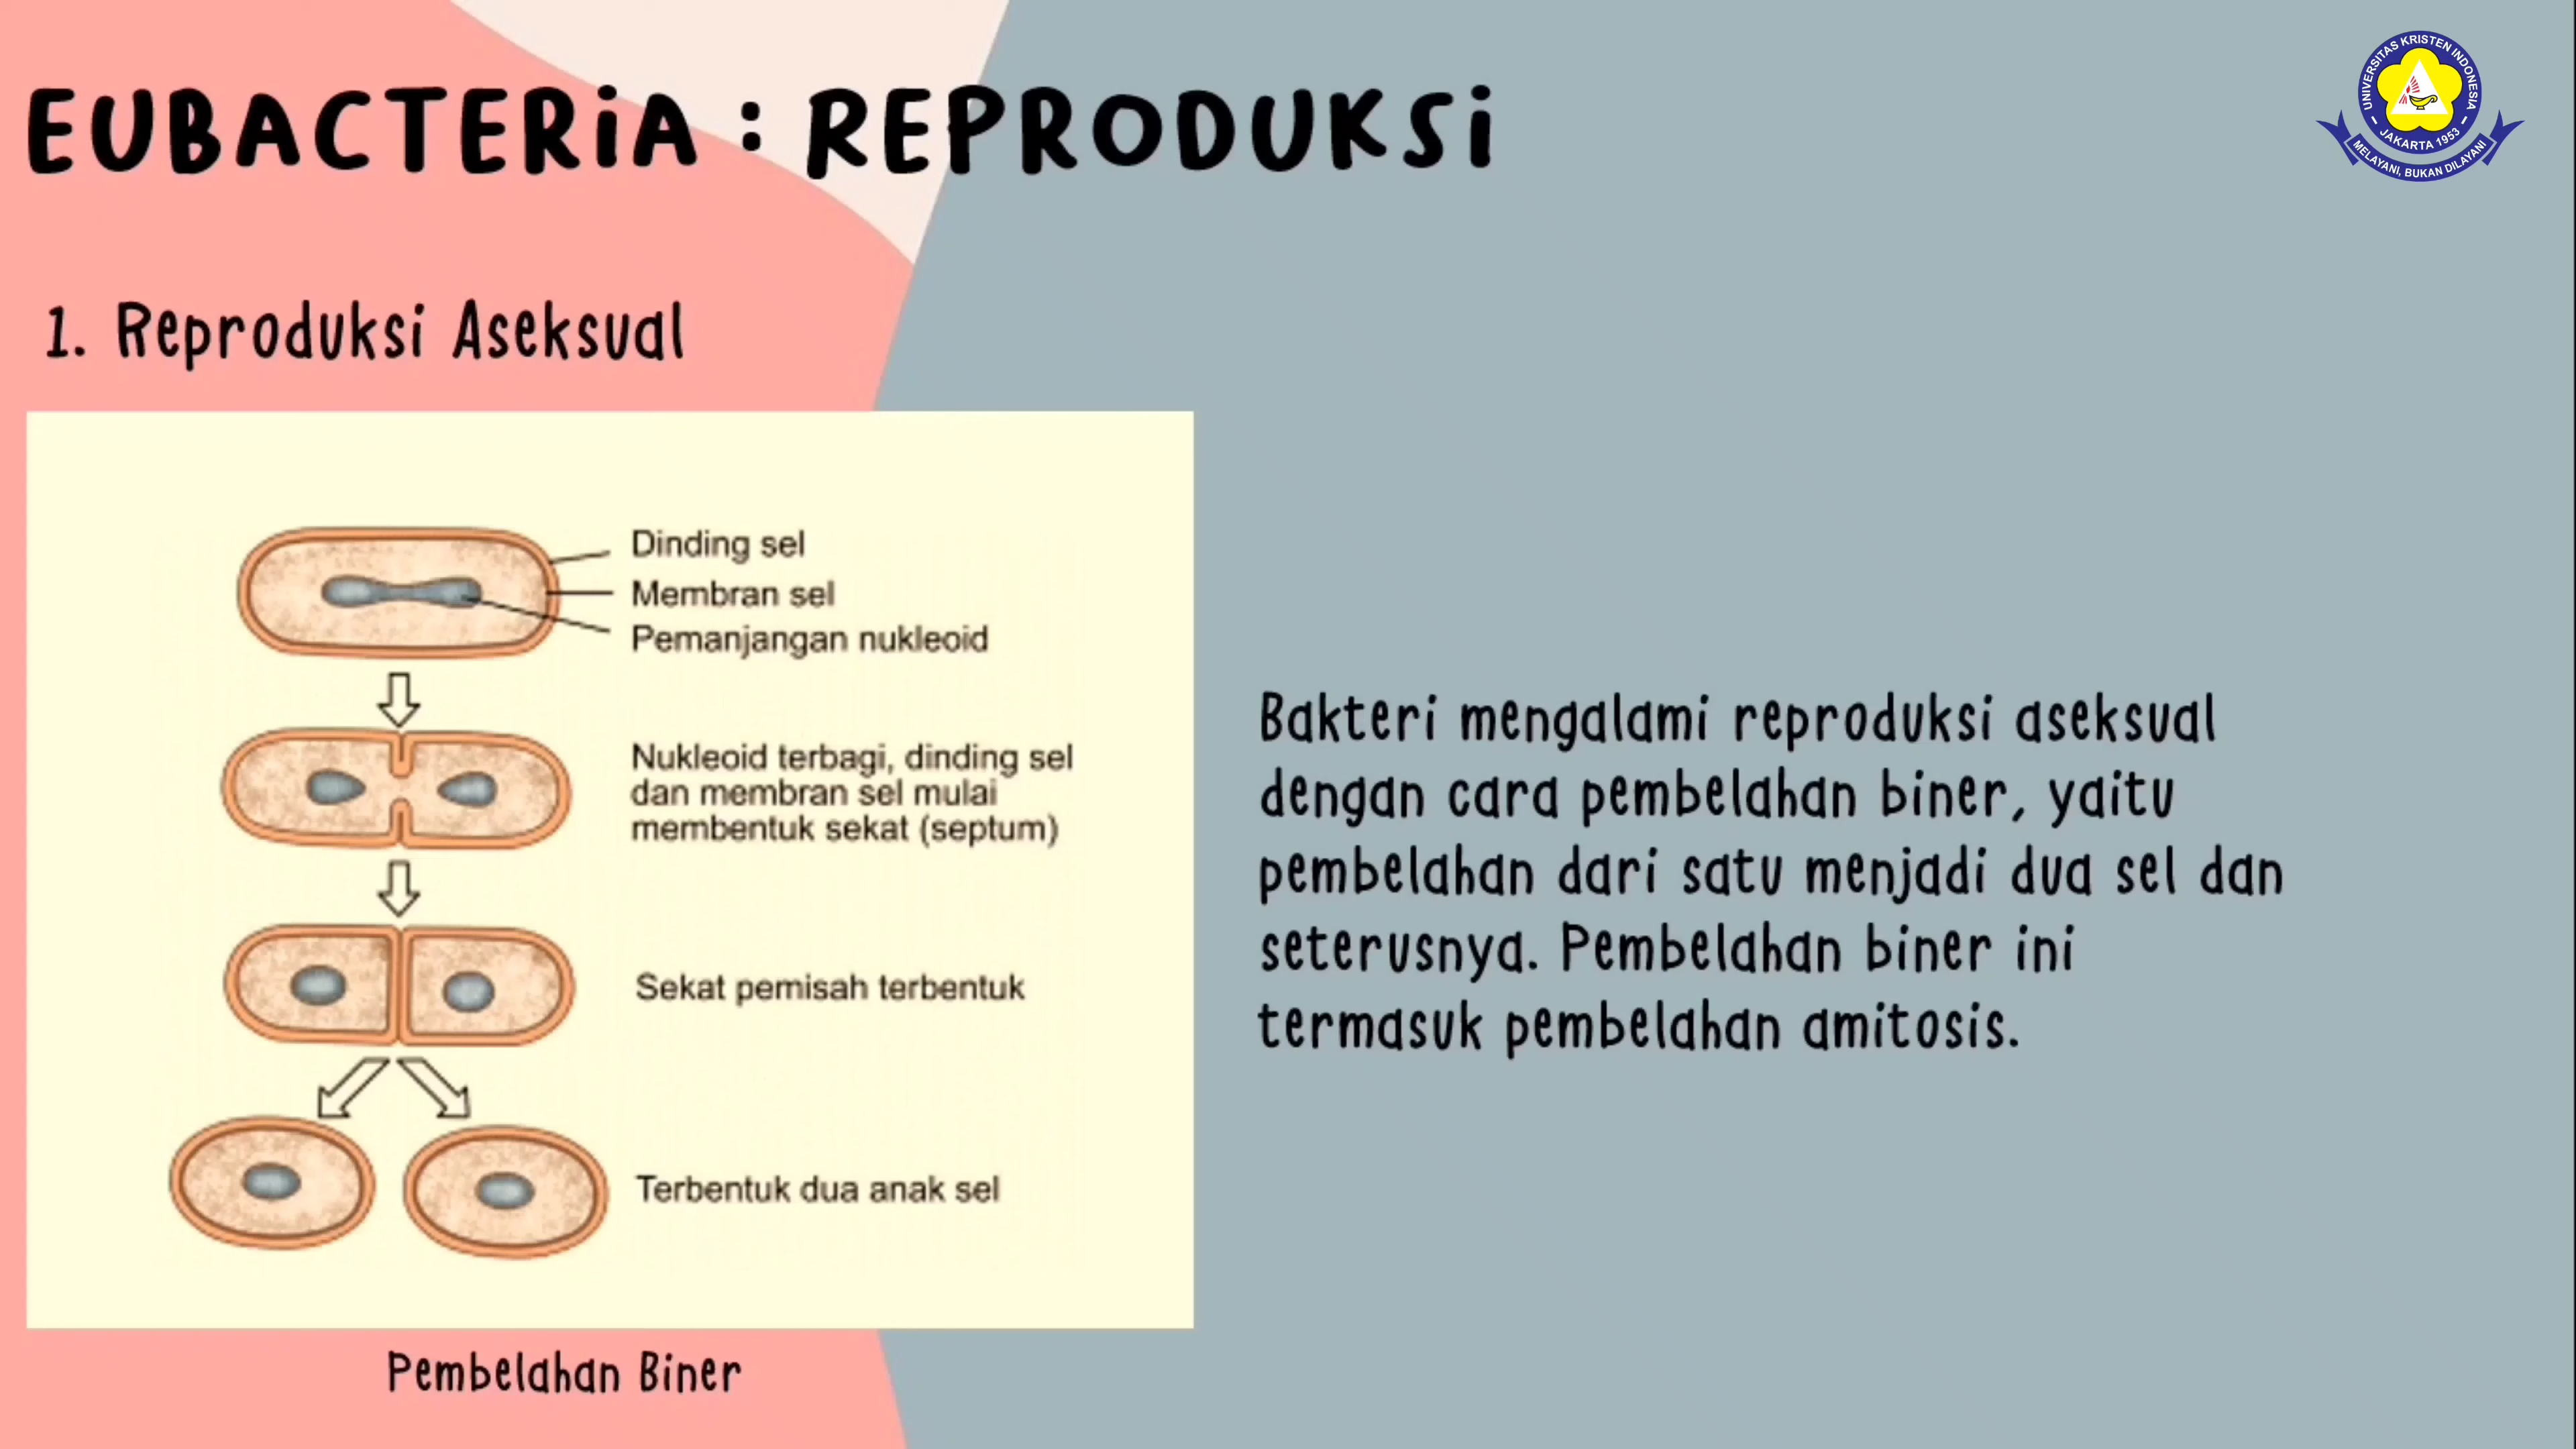 EUBACTERIA : REPRODUKSI
UNIVERSITAS KRISTEN INDONESIA
- JAKARTA 1953 -
MELAYANI, BUKAN DILAYANI
1. Reproduksi Aseksual
Dinding sel
Membran sel
Pemanjangan nukleoid
Nukleoid terbagi, dinding sel
dan membran sel mulai
membentuk sekat (septum)
Sekat pemisah terbentuk
Terbentuk dua anak sel
Pembelahan Biner
Bakteri mengalami reproduksi aseksual
dengan cara pembelahan biner, yaitu
pembelahan dari satu menjadi dua sel dan
seterusnya. Pembelahan biner ini
termasuk pembelahan amitosis.